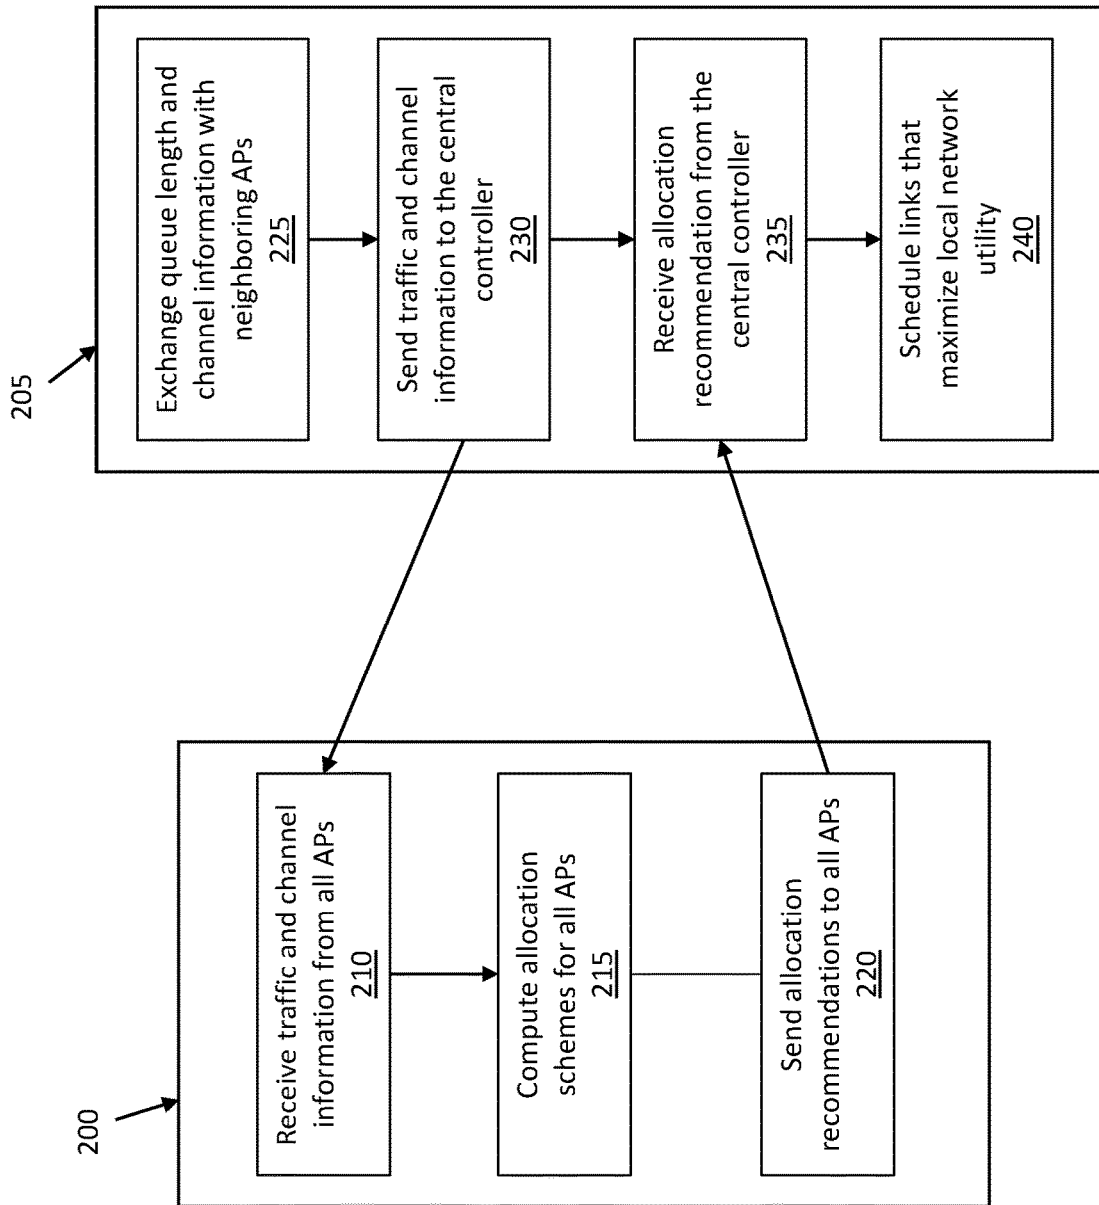 200
Receive traffic and channel
information from all APs
210
Compute allocation
schemes for all APs
215
Send allocation
recommendations to all APs
220
205
Exchange queue length and
channel information with
neighboring APs
225
Send traffic and channel
information to the central
controller
230
Receive allocation
recommendation from the
central controller
235
Schedule links that
maximize local network
utility
240